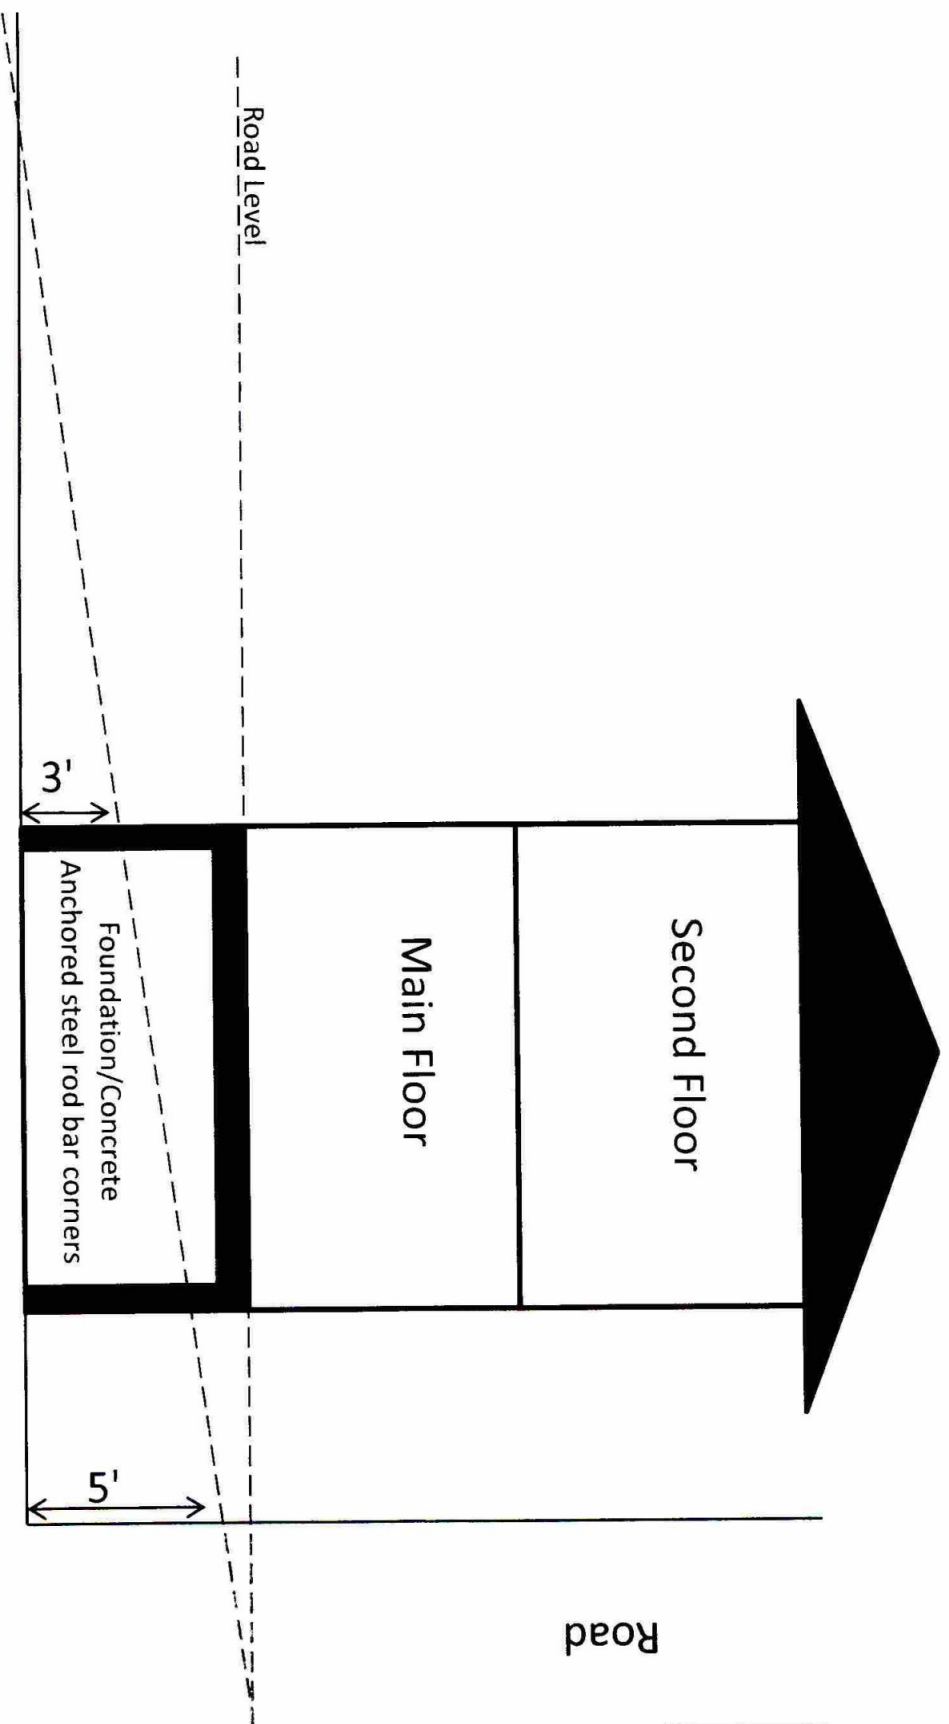 Second Floor
Main Floor
Road Level
Foundation/Concrete
Anchored steel rod bar corners
3'
5'
Road